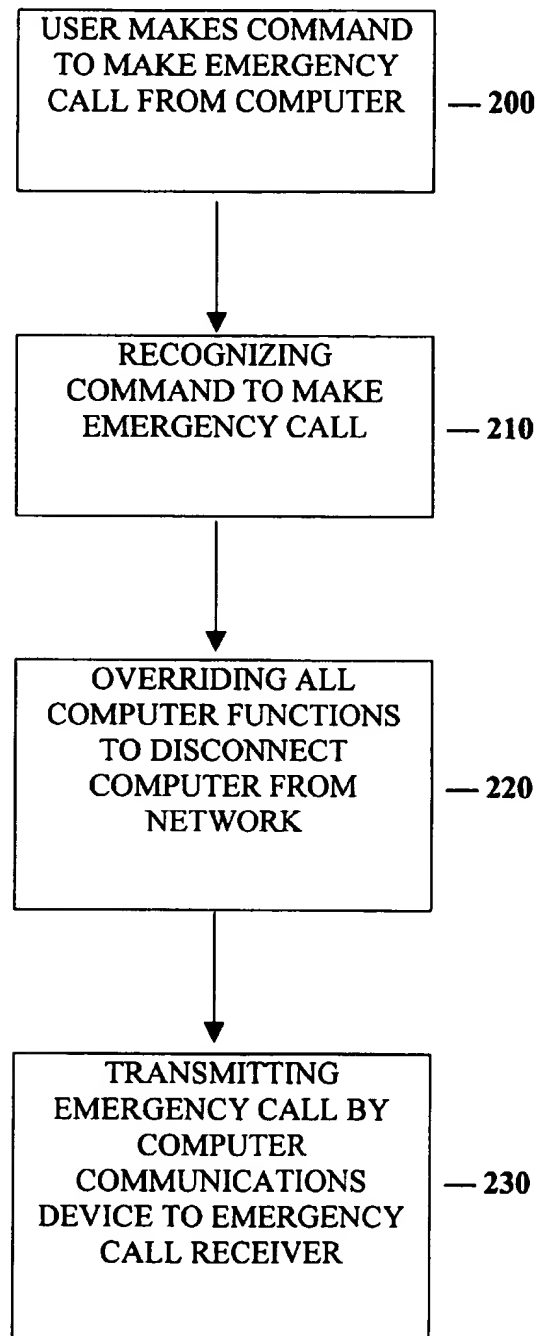 USER MAKES COMMAND
TO MAKE EMERGENCY
CALL FROM COMPUTER
— 200
RECOGNIZING
COMMAND TO MAKE
EMERGENCY CALL
— 210
OVERRIDING ALL
COMPUTER FUNCTIONS
TO DISCONNECT
COMPUTER FROM
NETWORK
— 220
TRANSMITTING
EMERGENCY CALL BY
COMPUTER
COMMUNICATIONS
DEVICE TO EMERGENCY
CALL RECEIVER
— 230